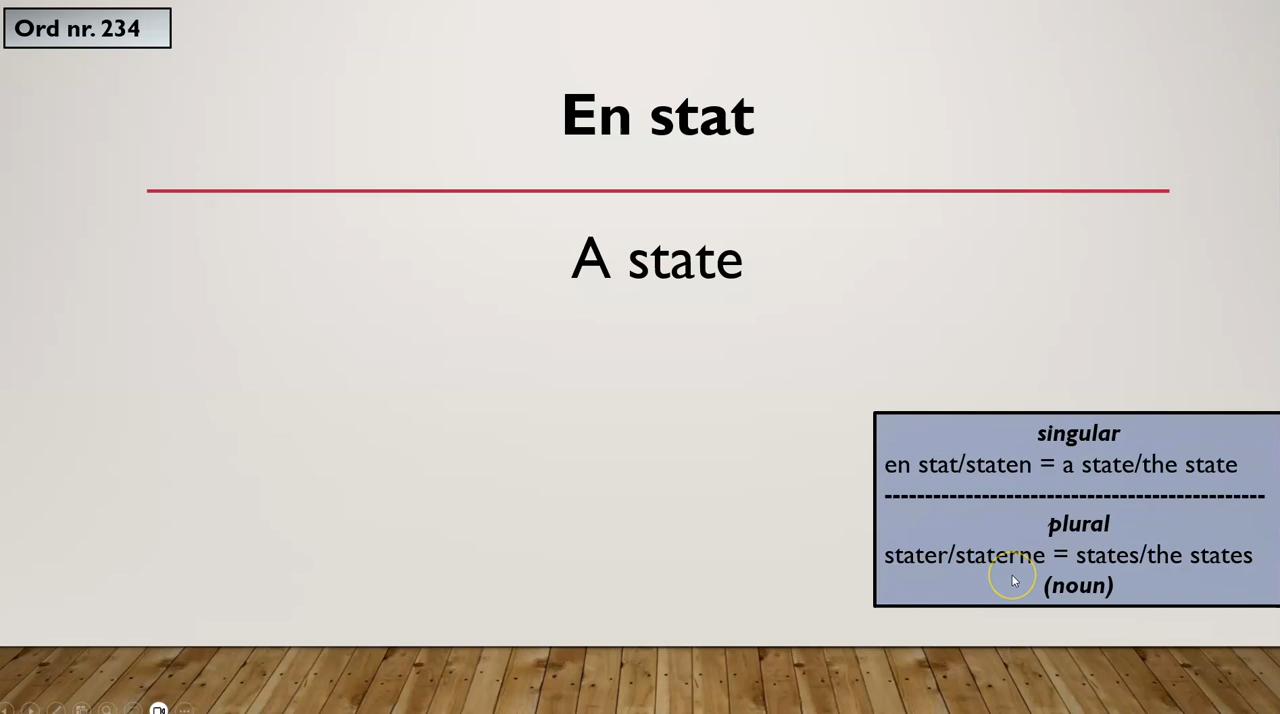 Ord nr. 234
En stat
A state
singular
en stat/staten = a state/the state
-----------------------------------------------
plural
stater/staterne = states/the states
(noun)